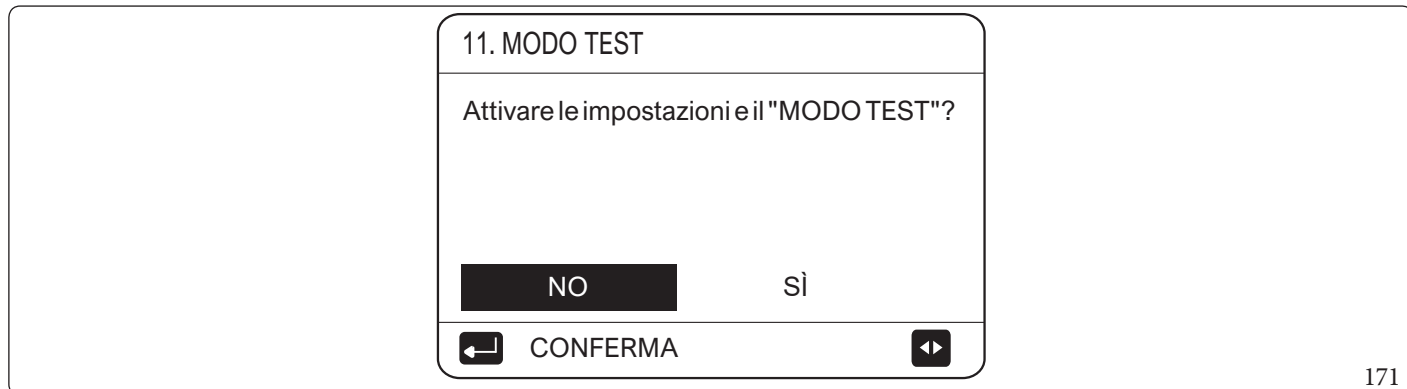 11. MODO TEST
Attivare le impostazioni e il "MODO TEST"?
NO SÌ
CONFERMA
171